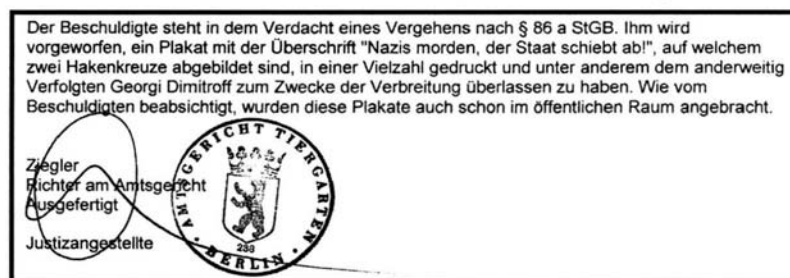 Der Beschuldigte steht in dem Verdacht eines Vergehens nach § 86 a StGB. Ihm wird
vorgeworfen, ein Plakat mit der Überschrift "Nazis morden, der Staat schiebt ab!", auf welchem
zwei Hakenkreuze abgebildet sind, in einer Vielzahl gedruckt und unter anderem dem anderweitig
Verfolgten Georgi Dimitroff zum Zwecke der Verbreitung überlassen zu haben. Wie vom
Beschuldigten beabsichtigt, wurden diese Plakate auch schon im öffentlichen Raum angebracht.
Ziegler
Richter am Amtsgericht
Ausgefertigt
Justizangestellte
AMTSGERICHT TIERGARTEN
238
BERLIN